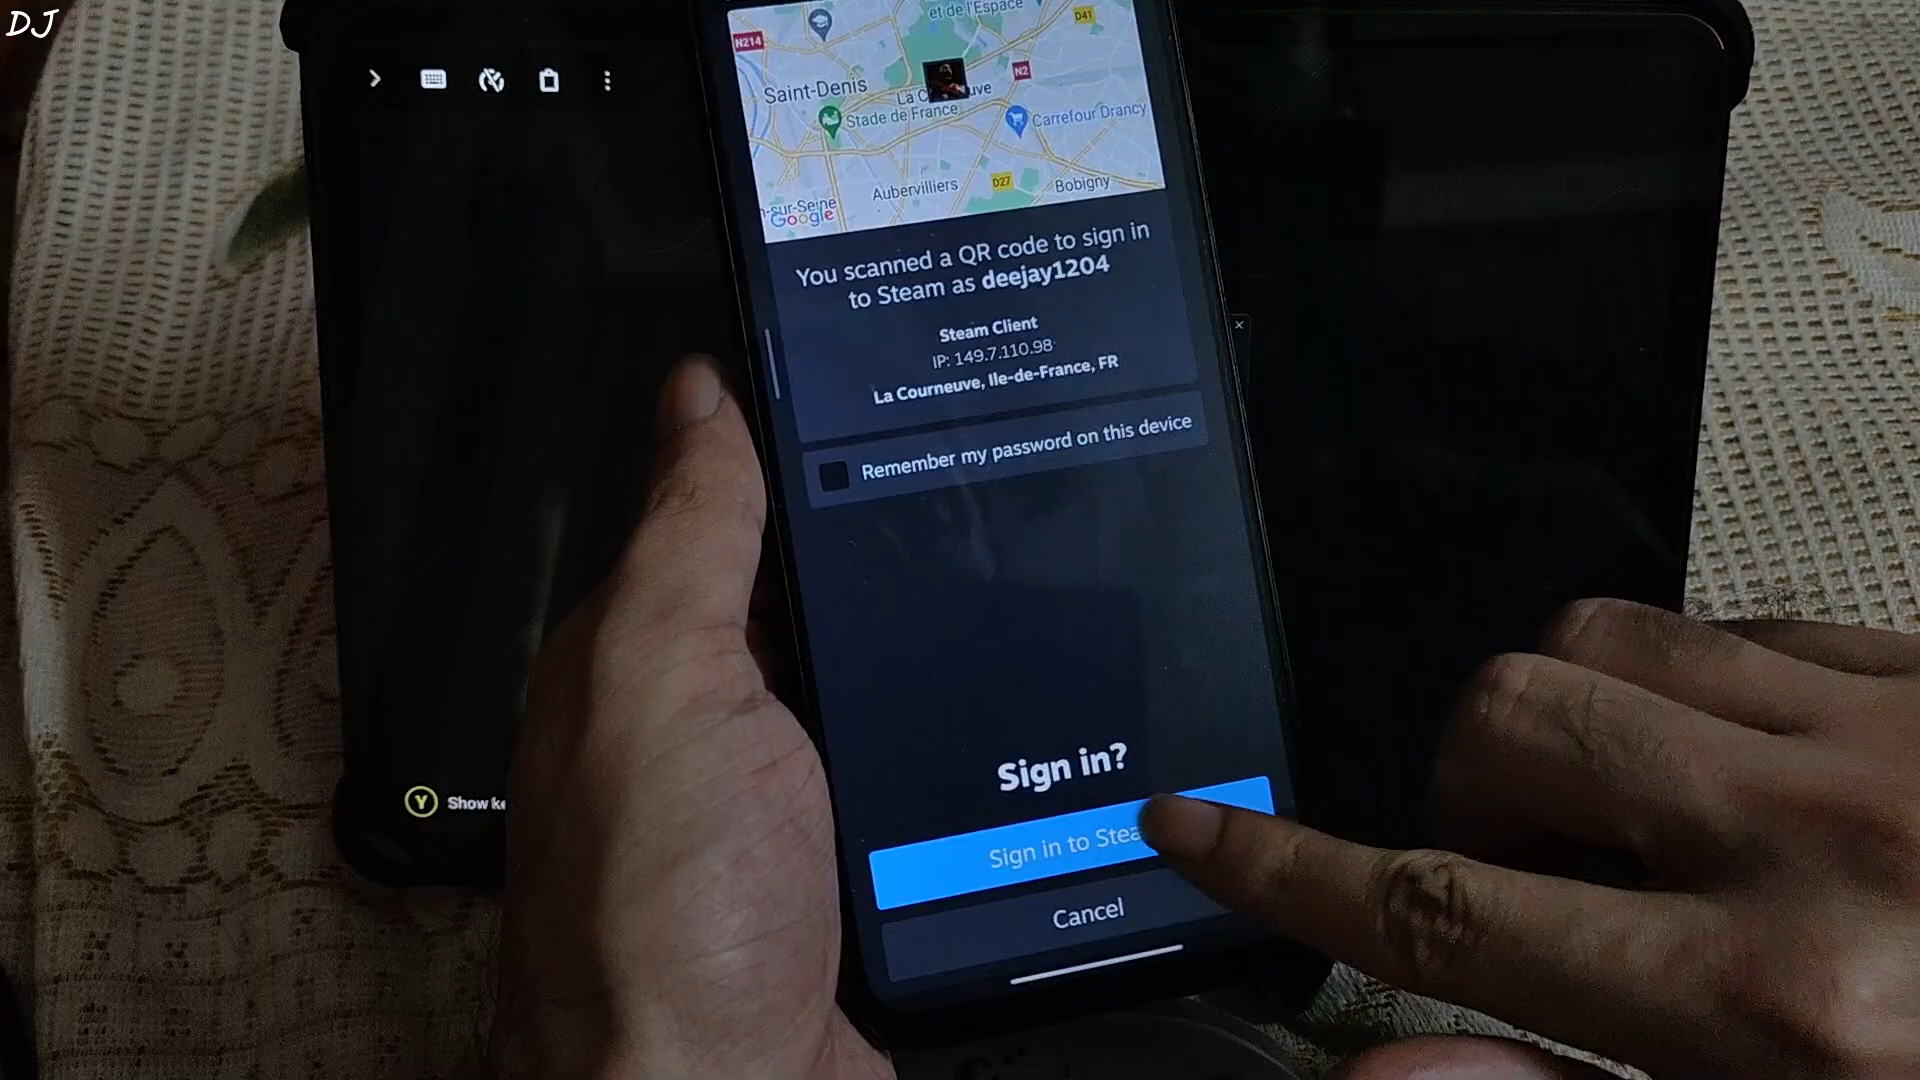 DJ
et de l'Espace
D41
N214
N2
Saint-Denis
La C
uve
Stade de France
Carrefour Drancy
Aubervilliers
D27
Bobigny
-sur-Seine
Google
You scanned a QR code to sign in
to Steam as deejay1204
Steam Client
IP: 149.7.110.98
La Courneuve, Ile-de-France, FR
Remember my password on this device
Y Show ke
Sign in?
Sign in to Stea
Cancel